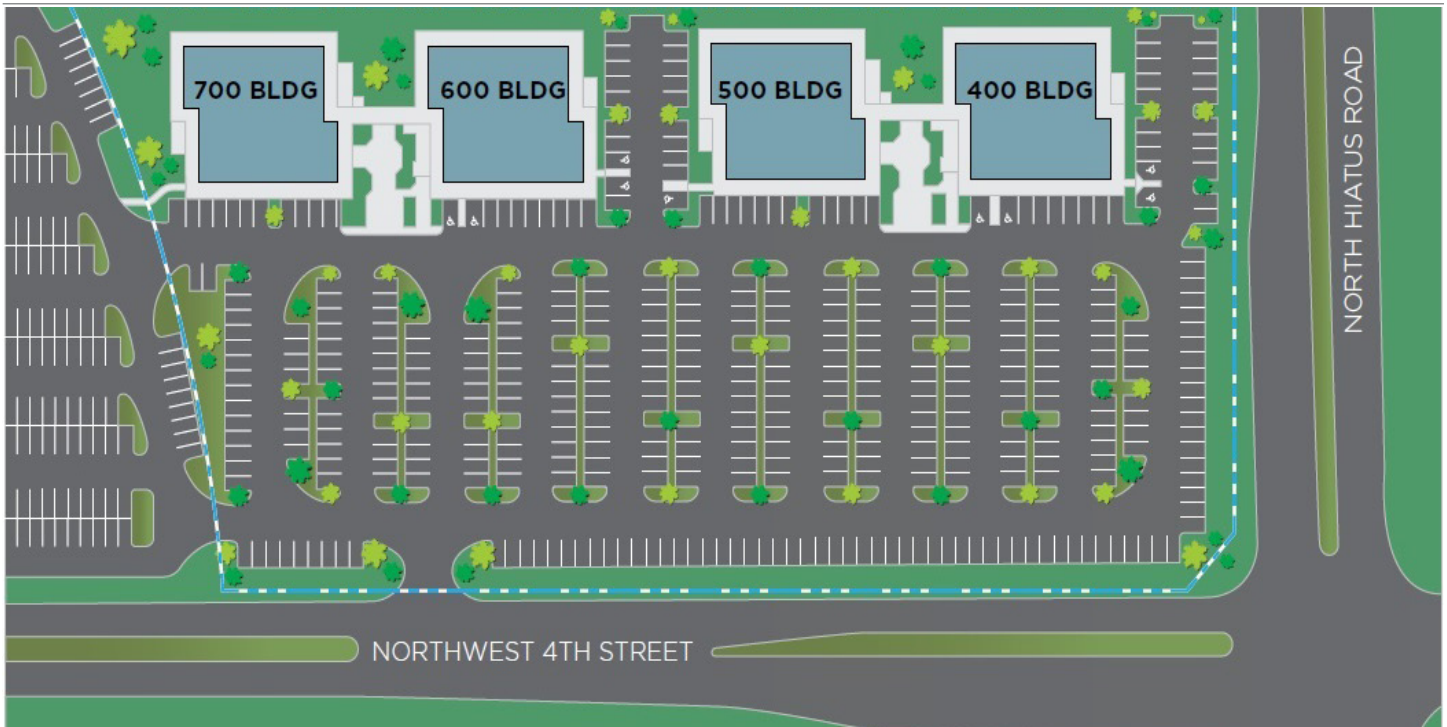 700 BLDG
600 BLDG
500 BLDG
400 BLDG
NORTH HIATUS ROAD
NORTHWEST 4TH STREET